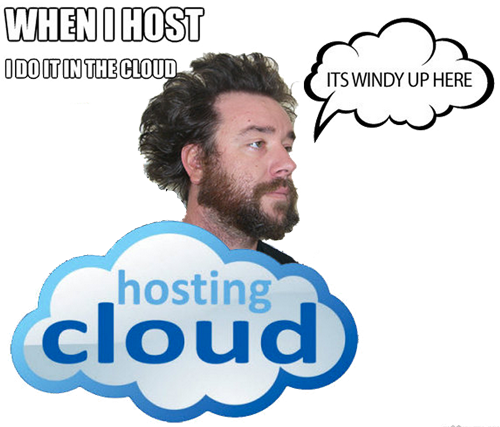 WHEN I HOST
I DO IT IN THE CLOUD
ITS WINDY UP HERE
hosting
cloud